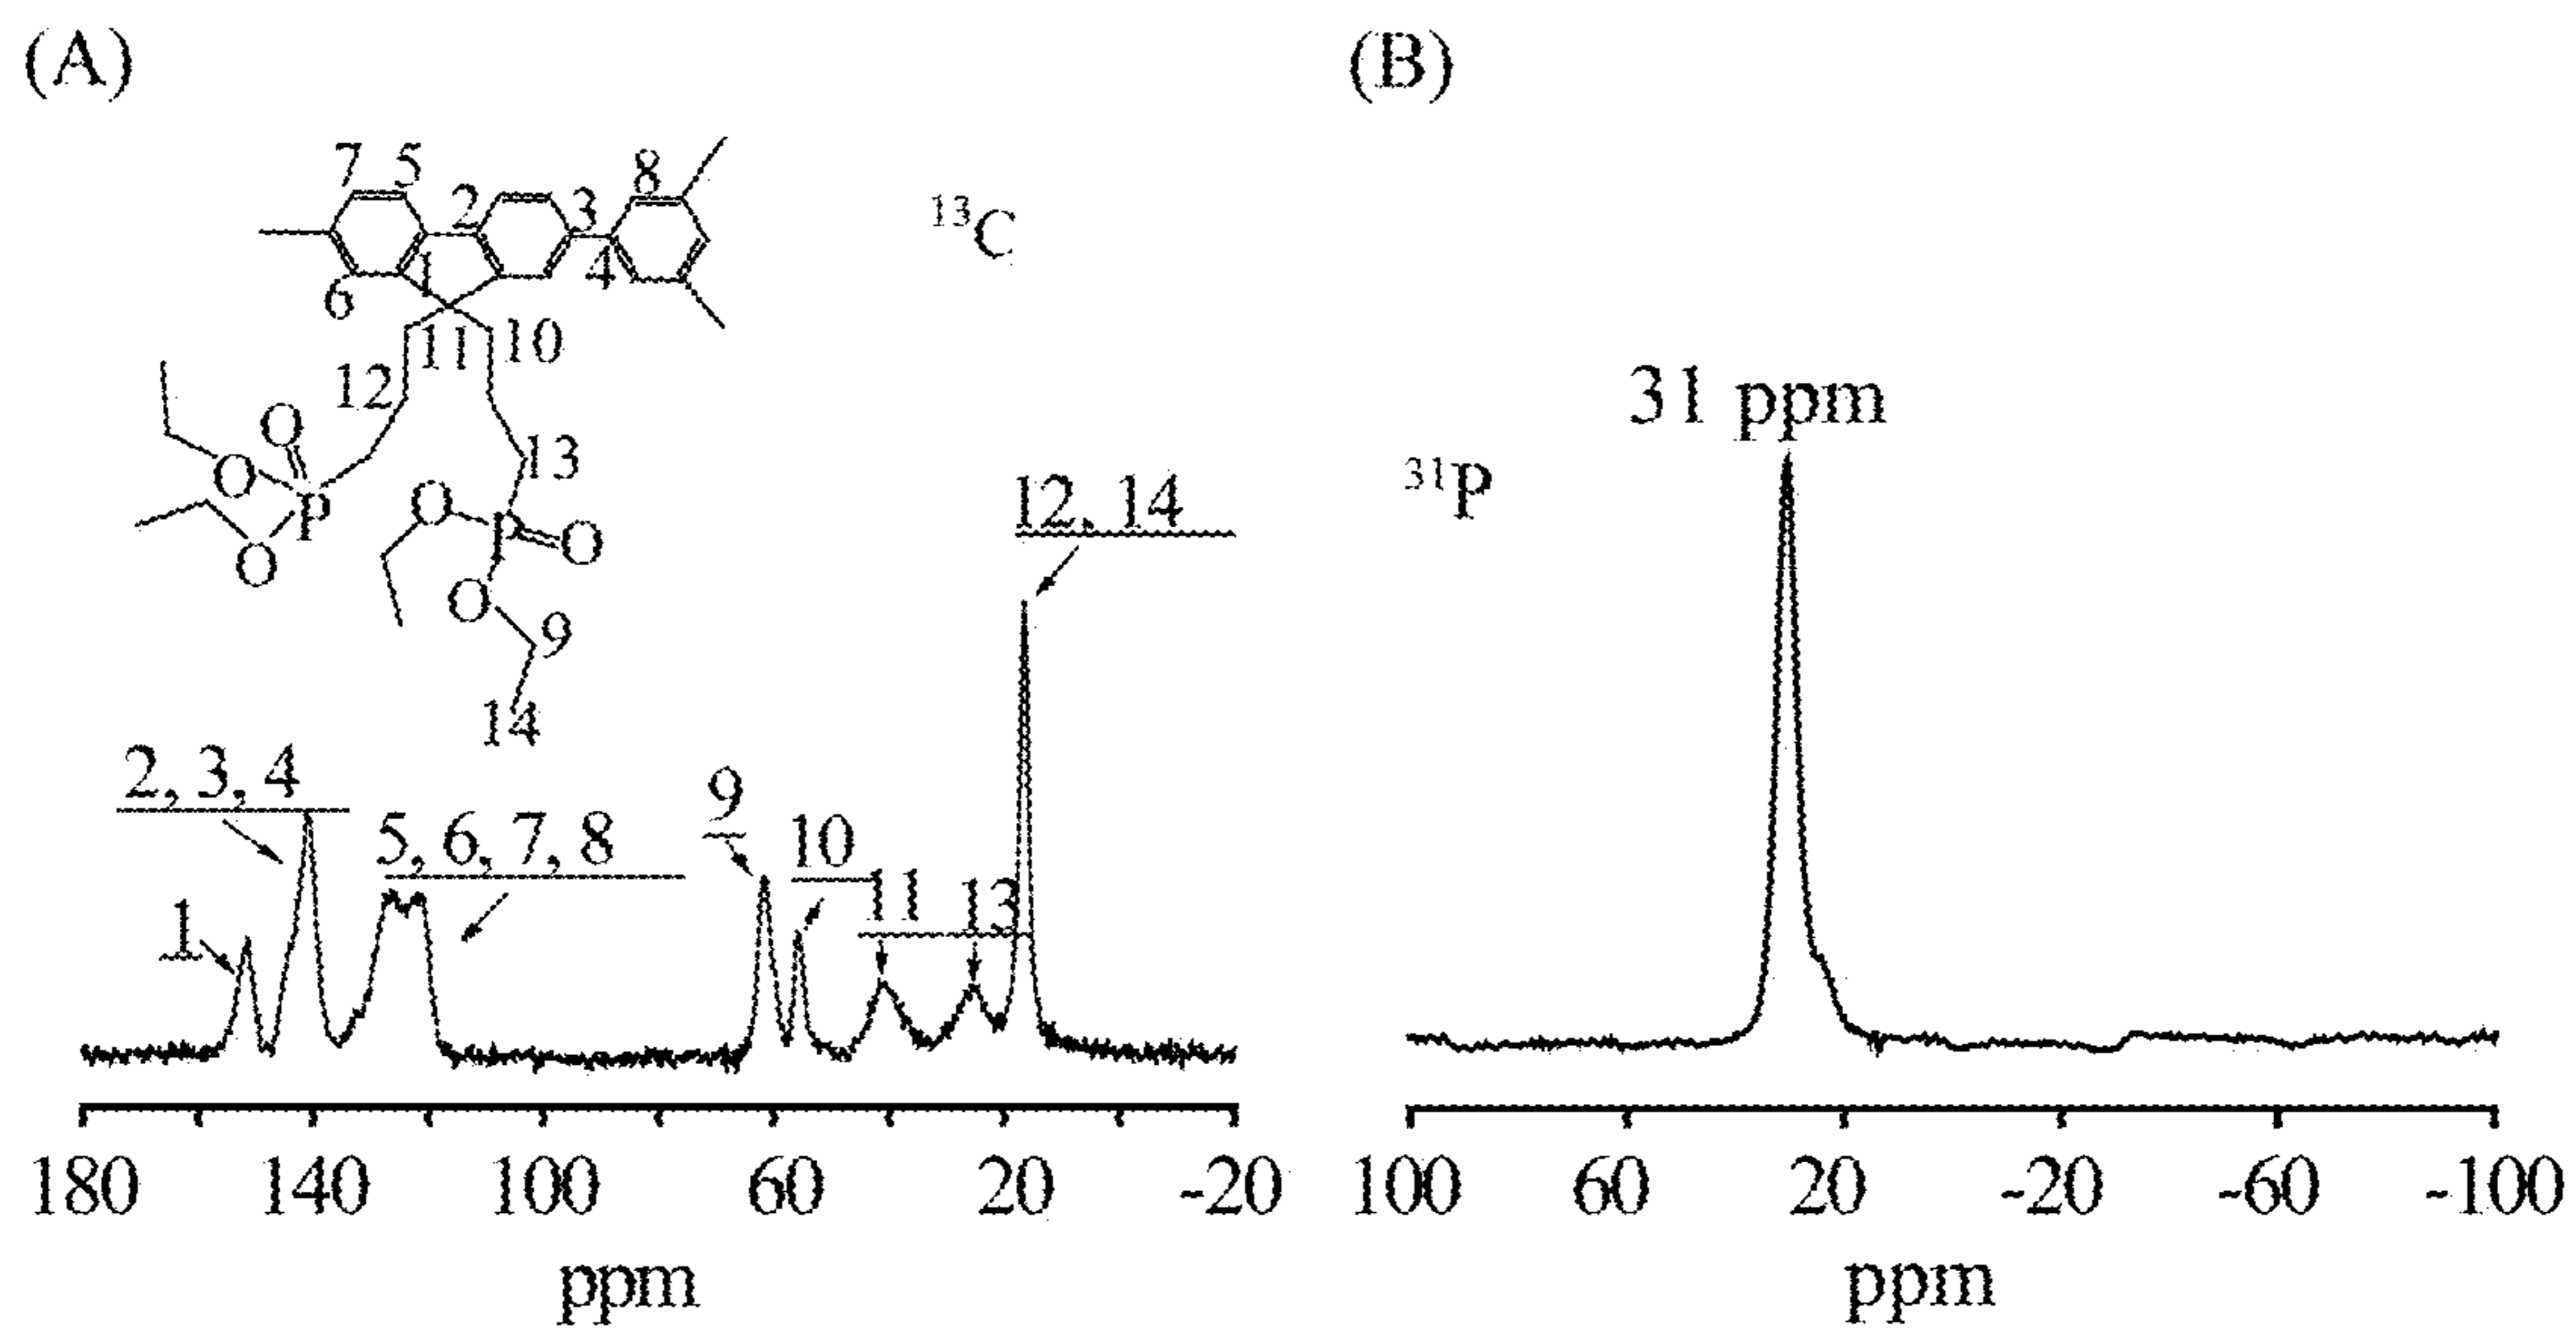 (A)
(B)
7 5 2 3 8
1 4
6
¹³C
11 10
12
O
O
P
O
13
O
P
O
O
9
14
31 ppm
³¹P
12, 14
2, 3, 4
5, 6, 7, 8
9
10
11
13
1
180 140 100 60 20 -20
ppm
100 60 20 -20 -60 -100
ppm